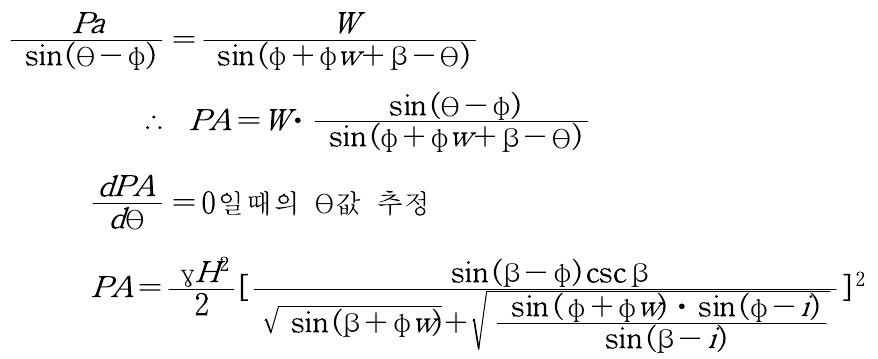 Pa / sin(θ−φ) = W / sin(φ+φw+β−θ)
∴ PA=W· sin(θ−φ) / sin(φ+φw+β−θ)
dPA / dθ =0일때의 θ값 추정
PA= γH² / 2 [ sin(β−φ)cscβ / (√sin(β+φw)+√(sin(φ+φw)·sin(φ−i) / sin(β−i))) ]²